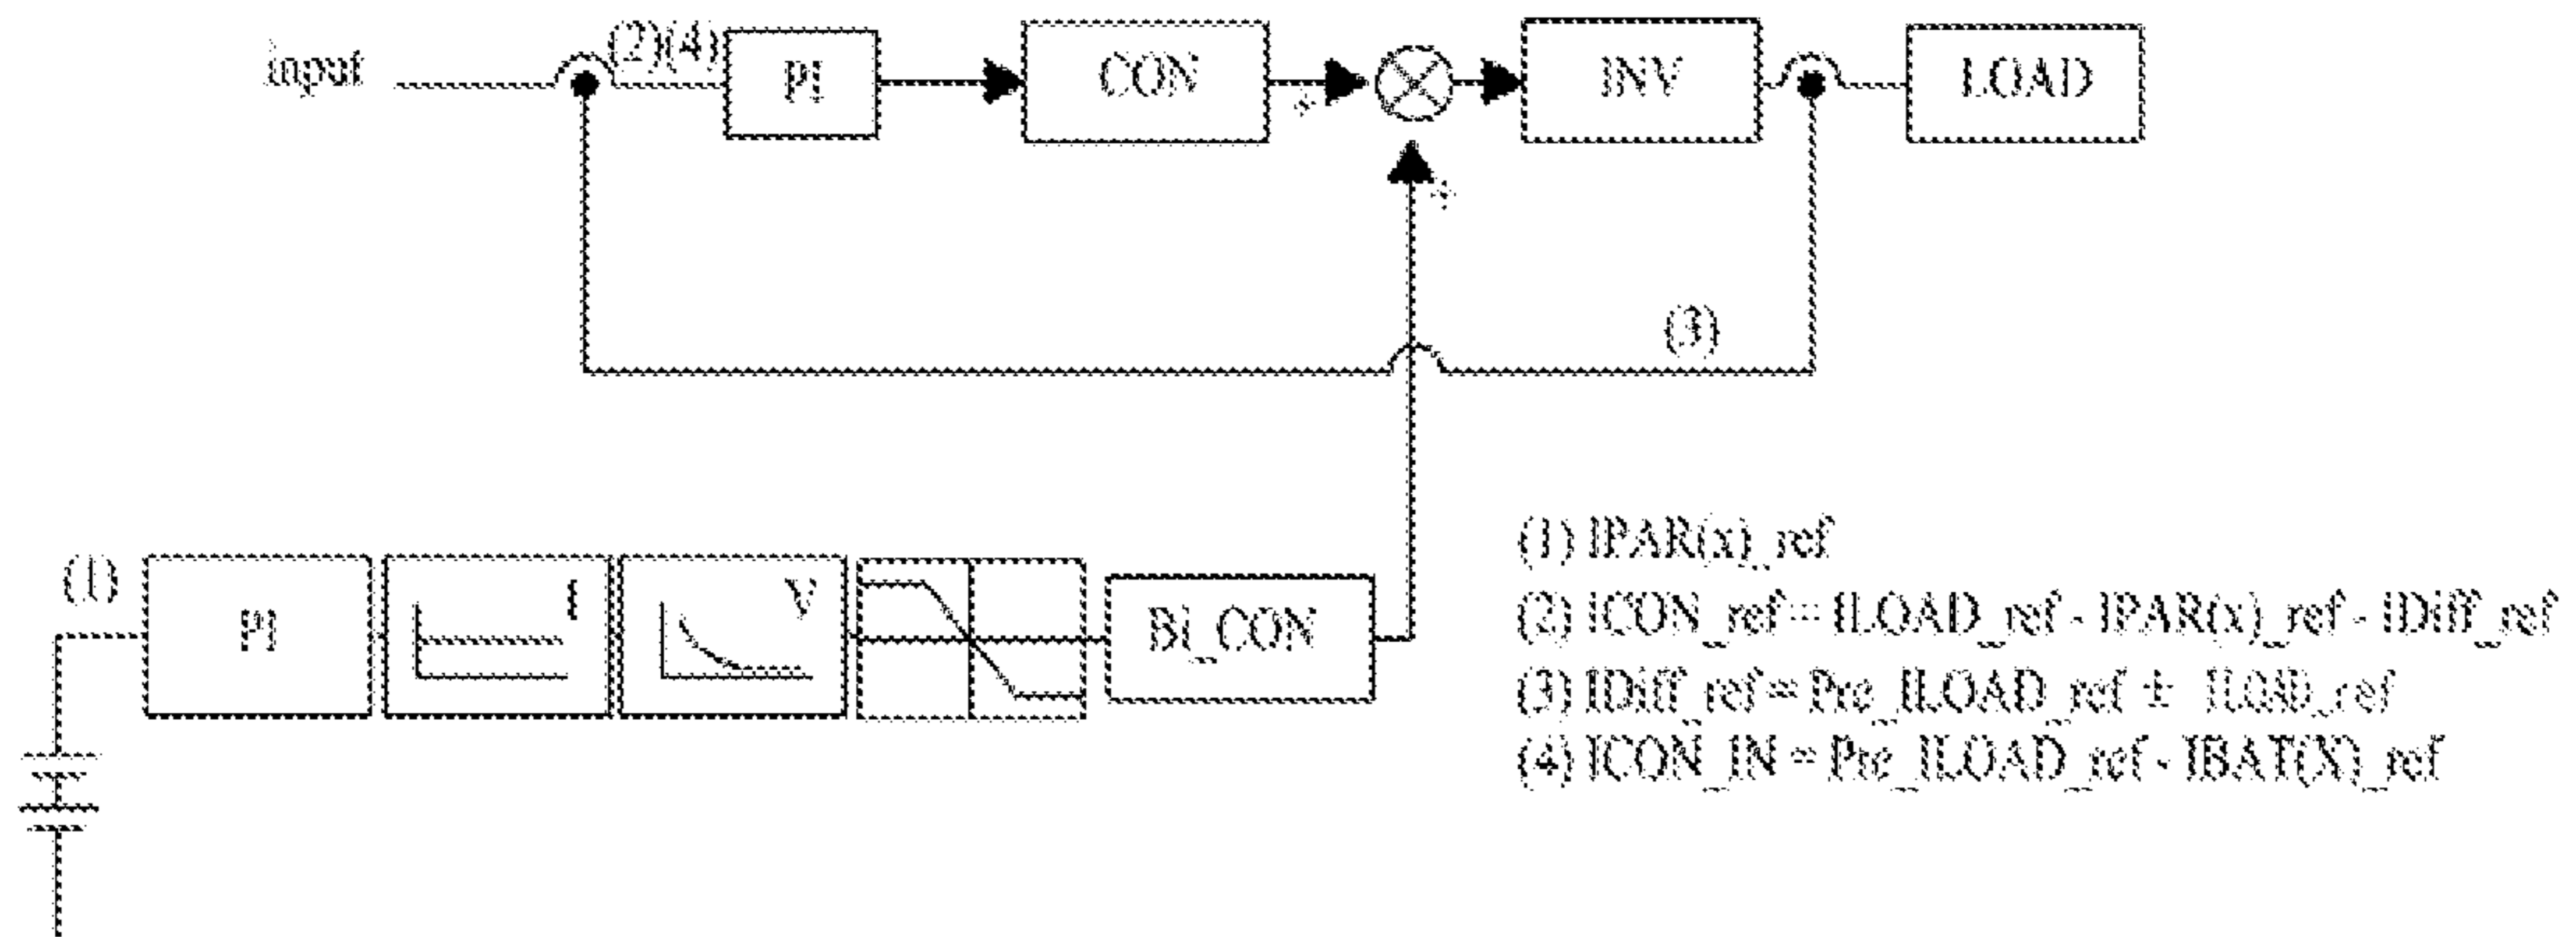 input (2)(4) PI CON INV LOAD
+
+
(3)
(1) PI I V BI_CON
(1) IPAR(x)_ref
(2) ICON_ref = ILOAD_ref - IPAR(x)_ref - IDiff_ref
(3) IDiff_ref = Pre_ILOAD_ref ± ILOAD_ref
(4) ICON_IN = Pre_ILOAD_ref - IBAT(X)_ref